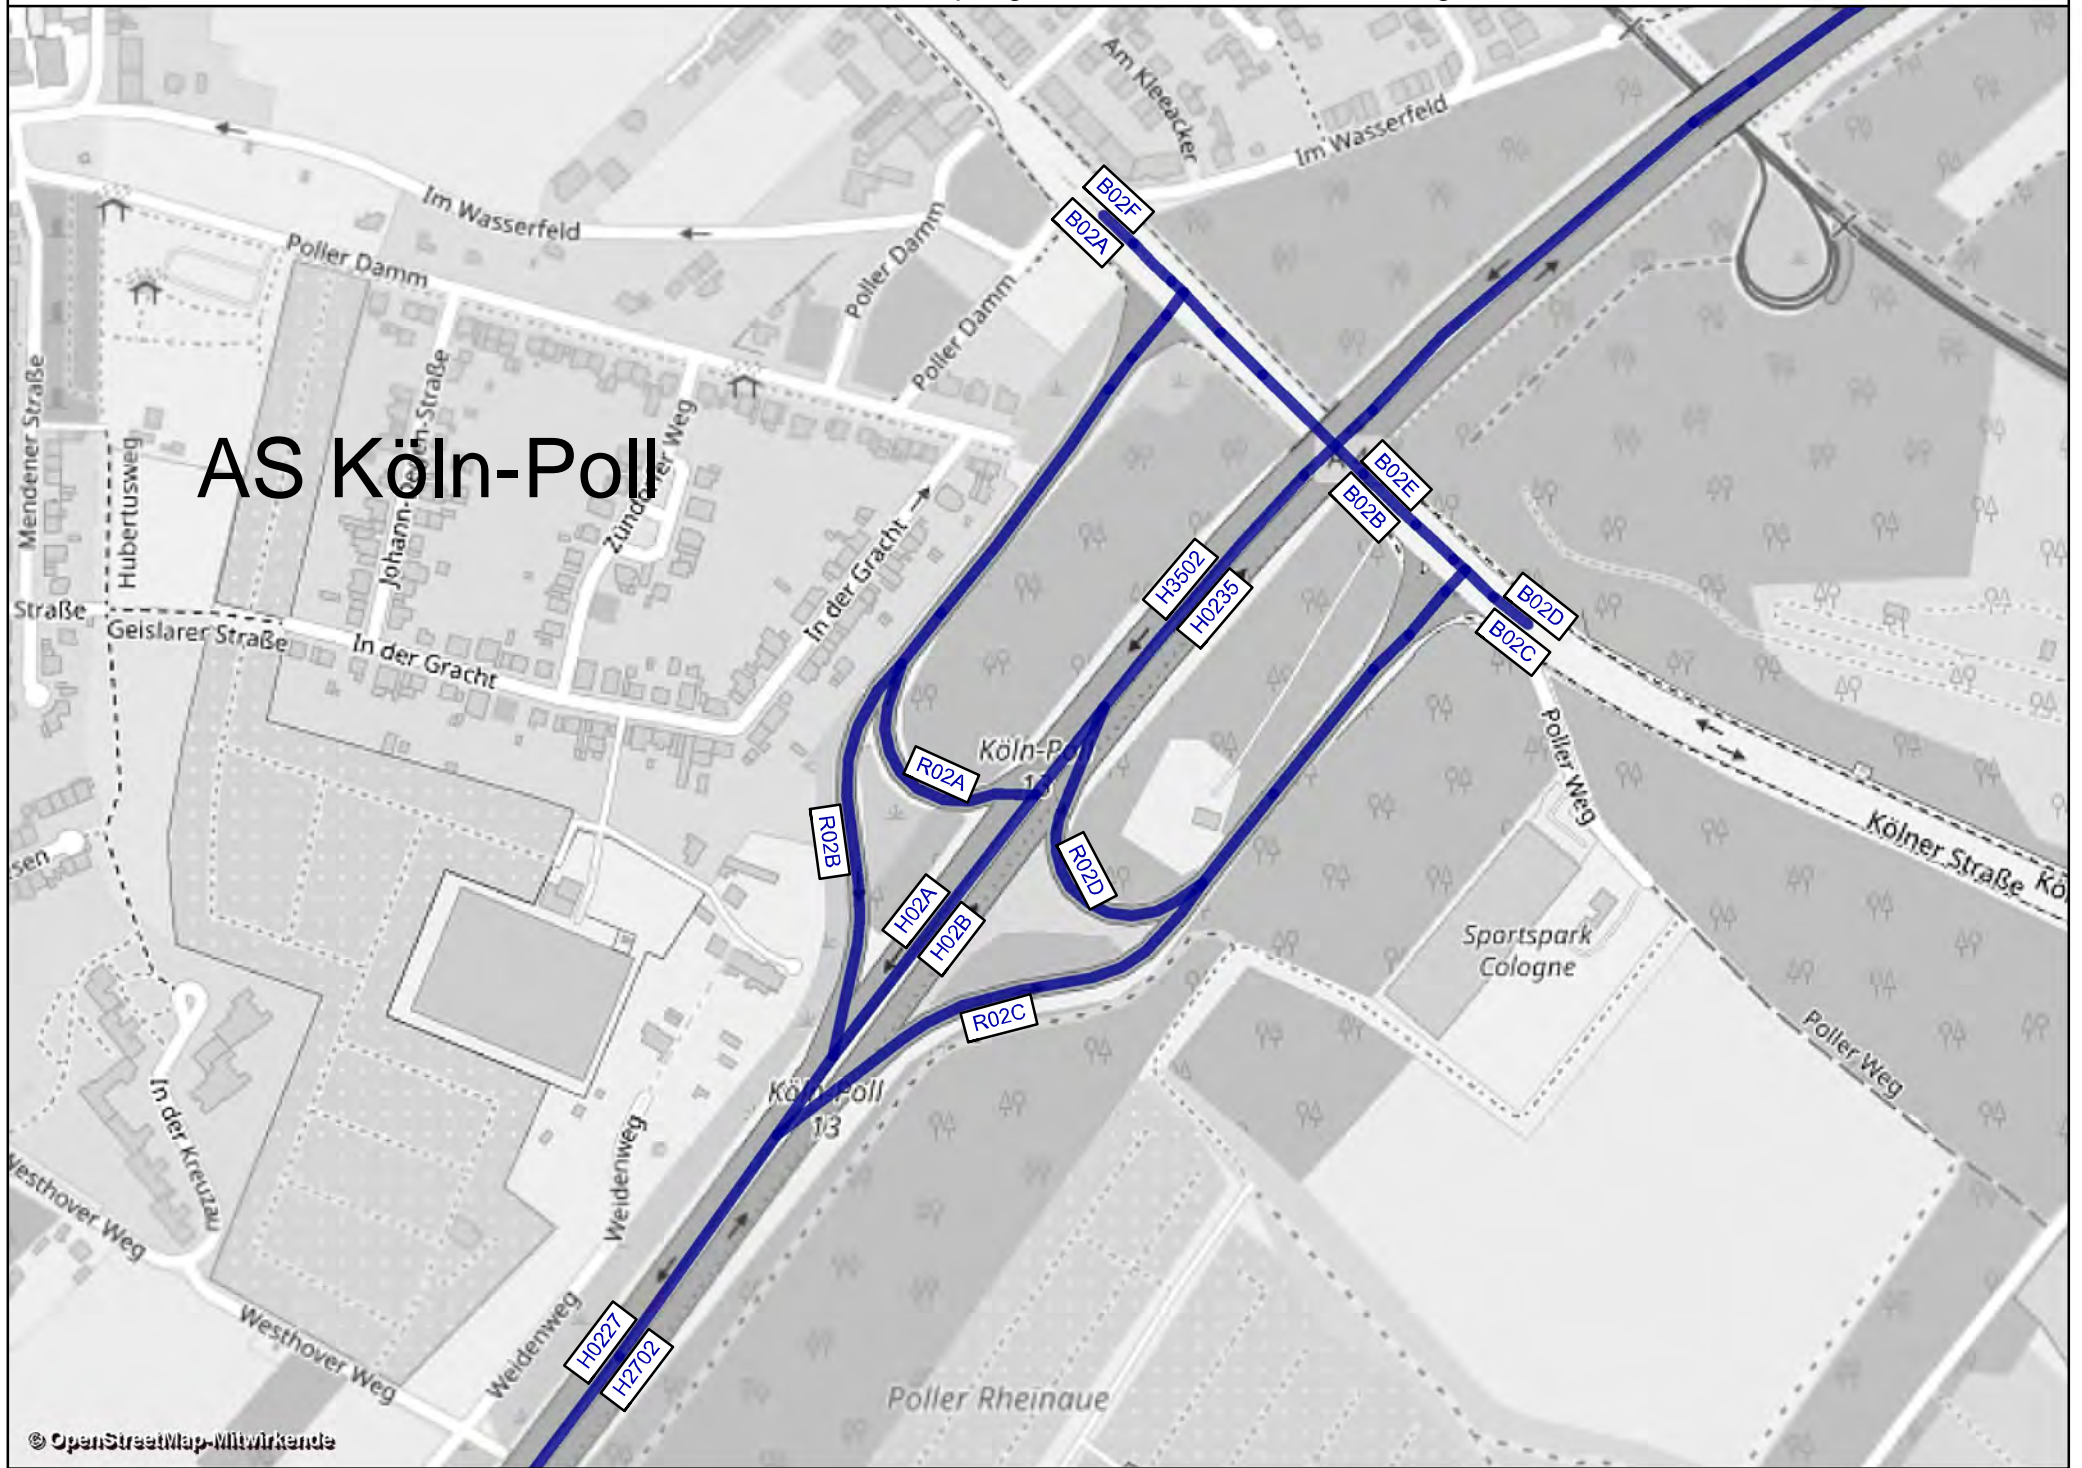 Am Kleeacker
Im Wasserfeld
Im Wasserfeld
B02F
B02A
Poller Damm
Poller Damm
Poller Damm
AS Köln-Poll
Mendener Straße
Hubertusweg
Zündorfer Weg
In der Gracht
B02E
B02B
H3502
H0235
B02D
B02C
Straße
Geislarer Straße
In der Gracht
Poller Weg
Köln-Poll
13
R02A
R02B
R02D
Kölner Straße
H02A
H02B
Sportspark
Cologne
R02C
Poller Weg
Köln-Poll
13
In der Kreuzau
Weidenweg
Westhover Weg
Westhover Weg
Weidenweg
H0227
H2702
Poller Rheinaue
© OpenStreetMap-Mitwirkende